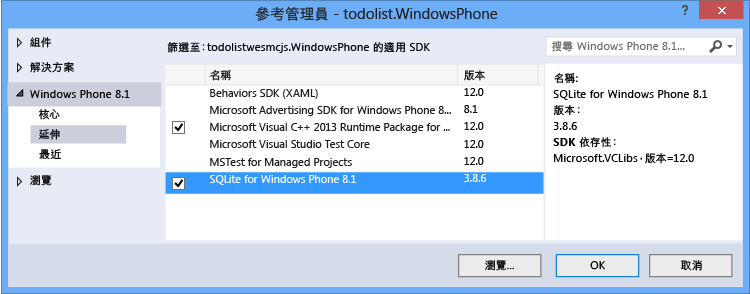 參考管理員 - todolist.WindowsPhone
? ×
組件
解決方案
Windows Phone 8.1
核心
延伸
最近
瀏覽
篩選至：todolistwesmcjs.WindowsPhone 的適用 SDK
搜尋 Windows Phone 8.1...
名稱 版本
Behaviors SDK (XAML) 12.0
Microsoft Advertising SDK for Windows Phone 8... 8.1
Microsoft Visual C++ 2013 Runtime Package for ... 12.0
Microsoft Visual Studio Test Core 12.0
MSTest for Managed Projects 12.0
SQLite for Windows Phone 8.1 3.8.6
名稱:
SQLite for Windows Phone 8.1
版本：
3.8.6
SDK 依存性：
Microsoft.VCLibs，版本=12.0
瀏覽... OK 取消